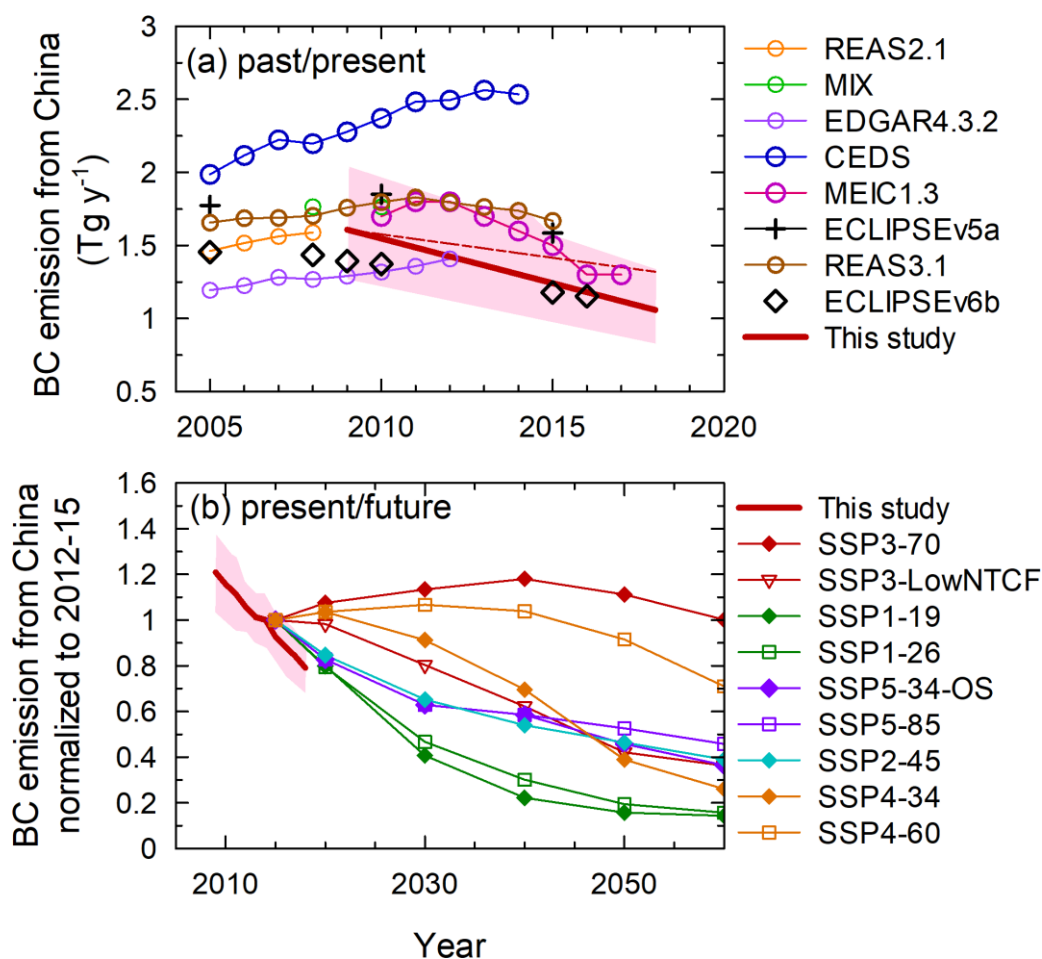 (a) past/present
BC emission from China
(Tg y⁻¹)
3
2.5
2
1.5
1
0.5
2005
2010
2015
2020
REAS2.1
MIX
EDGAR4.3.2
CEDS
MEIC1.3
ECLIPSEv5a
REAS3.1
ECLIPSEv6b
This study
(b) present/future
BC emission from China
normalized to 2012-15
1.6
1.4
1.2
1
0.8
0.6
0.4
0.2
0
2010
2030
2050
Year
This study
SSP3-70
SSP3-LowNTCF
SSP1-19
SSP1-26
SSP5-34-OS
SSP5-85
SSP2-45
SSP4-34
SSP4-60